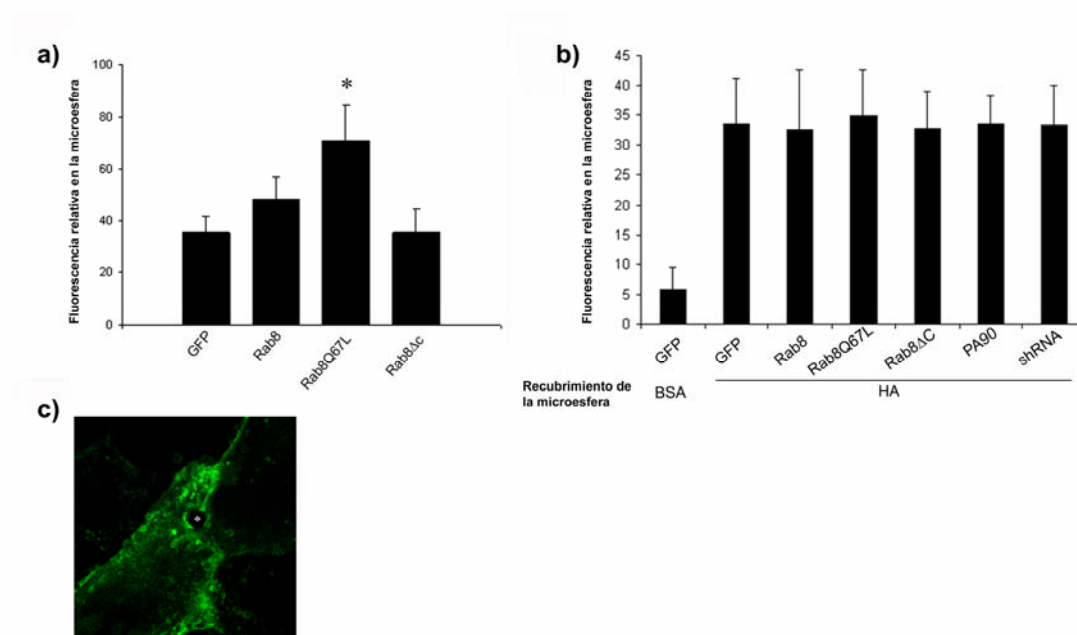 a)
Fluorescencia relativa en la microesfera
100
80
60
40
20
0
*
GFP
Rab8
Rab8Q67L
Rab8Δc
b)
Fluorescencia relativa en la microesfera
45
40
35
30
25
20
15
10
5
0
GFP
GFP
Rab8
Rab8Q67L
Rab8ΔC
PA90
shRNA
Recubrimiento de
la microesfera
BSA
HA
c)
*